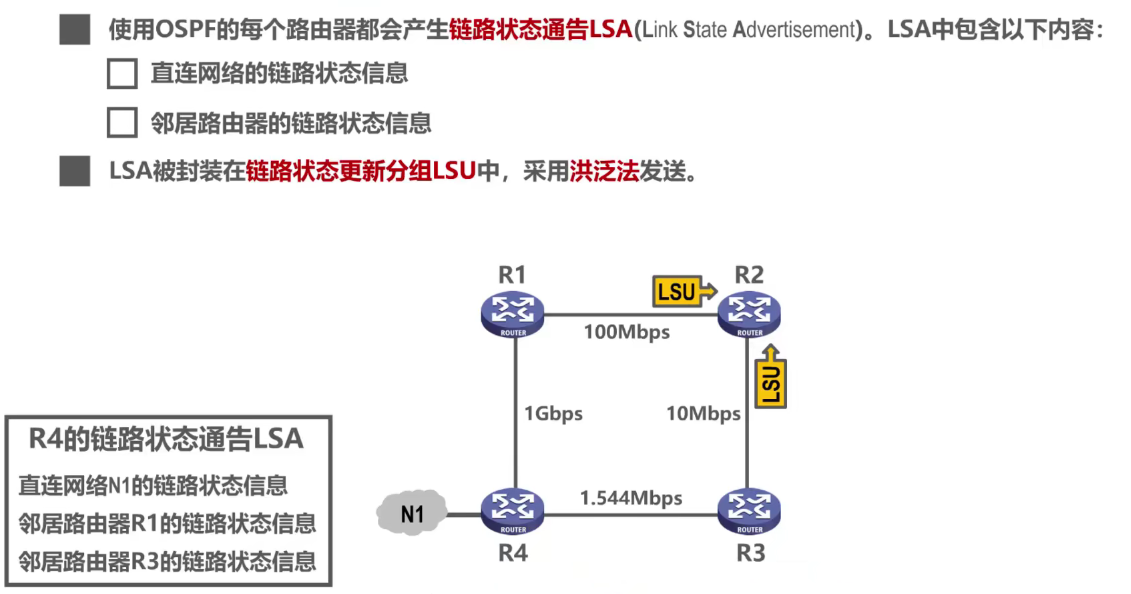 使用OSPF的每个路由器都会产生链路状态通告LSA(Link State Advertisement)。LSA中包含以下内容：
直连网络的链路状态信息
邻居路由器的链路状态信息
LSA被封装在链路状态更新分组LSU中，采用洪泛法发送。
R1
R2
LSU
ROUTER
ROUTER
100Mbps
LSU
1Gbps
10Mbps
R4的链路状态通告LSA
直连网络N1的链路状态信息
邻居路由器R1的链路状态信息
邻居路由器R3的链路状态信息
N1
1.544Mbps
ROUTER
ROUTER
R4
R3